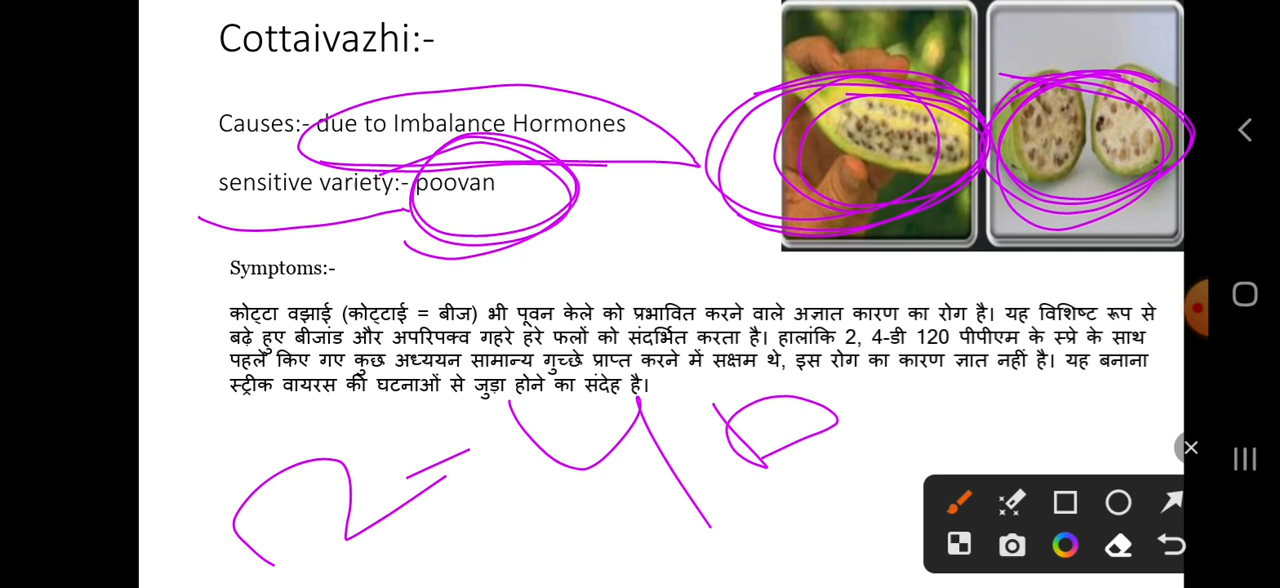 Cottaivazhi:-
Causes:- due to Imbalance Hormones
sensitive variety:- poovan
Symptoms:-
कोट्टा वझाई (कोट्टाई = बीज) भी पूवन केले को प्रभावित करने वाले अज्ञात कारण का रोग है। यह विशिष्ट रूप से
बढ़े हुए बीजांड और अपरिपक्व गहरे हरे फलों को संदर्भित करता है। हालांकि 2, 4-डी 120 पीपीएम के स्प्रे के साथ
पहले किए गए कुछ अध्ययन सामान्य गुच्छे प्राप्त करने में सक्षम थे, इस रोग का कारण ज्ञात नहीं है। यह बनाना
स्ट्रीक वायरस की घटनाओं से जुड़ा होने का संदेह है।
2=4D